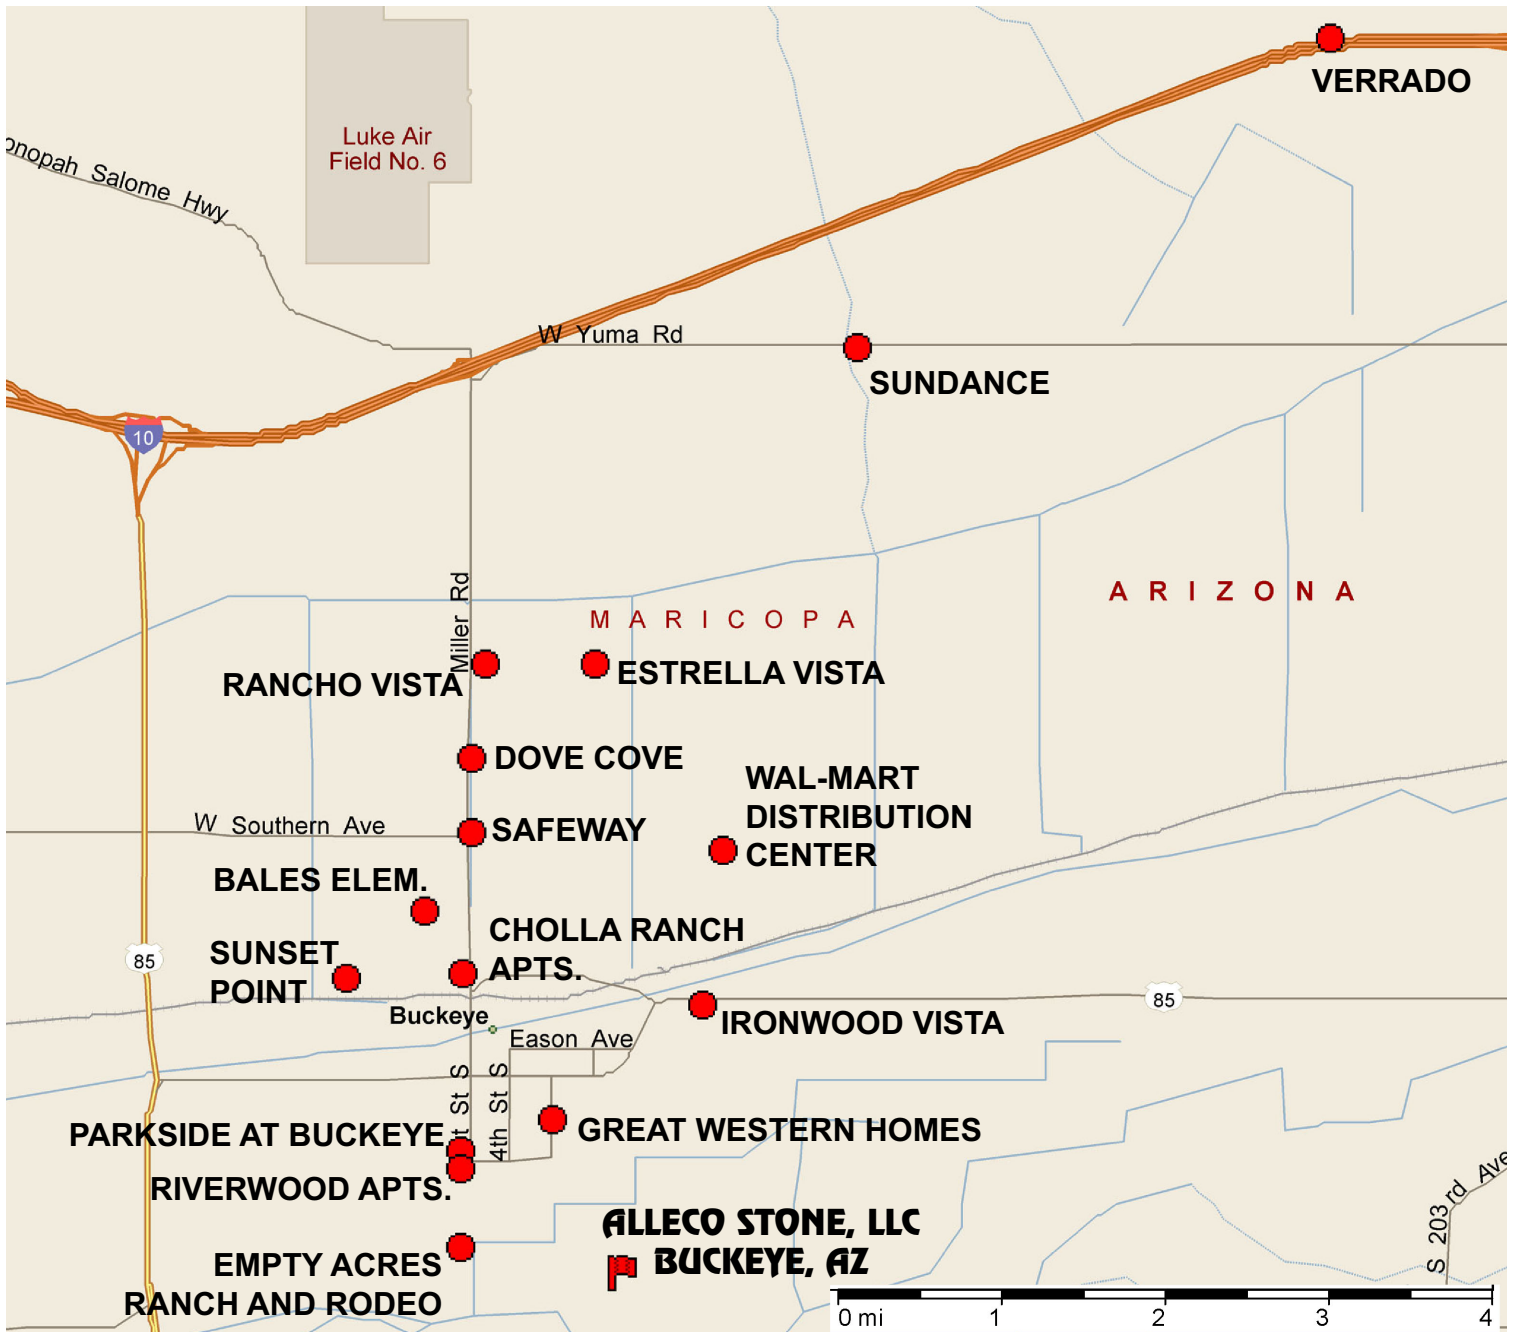 VERRADO
Luke Air
Field No. 6
onopah Salome Hwy
W Yuma Rd
SUNDANCE
10
ARIZONA
Miller Rd
MARICOPA
RANCHO VISTA
ESTRELLA VISTA
DOVE COVE
WAL-MART
DISTRIBUTION
CENTER
W Southern Ave
SAFEWAY
BALES ELEM.
CHOLLA RANCH
APTS.
SUNSET
POINT
85
85
Buckeye
IRONWOOD VISTA
Eason Ave
t St S
4th St S
PARKSIDE AT BUCKEYE
GREAT WESTERN HOMES
RIVERWOOD APTS.
S 203rd Ave
ALLECO STONE, LLC
BUCKEYE, AZ
EMPTY ACRES
RANCH AND RODEO
0 mi 1 2 3 4